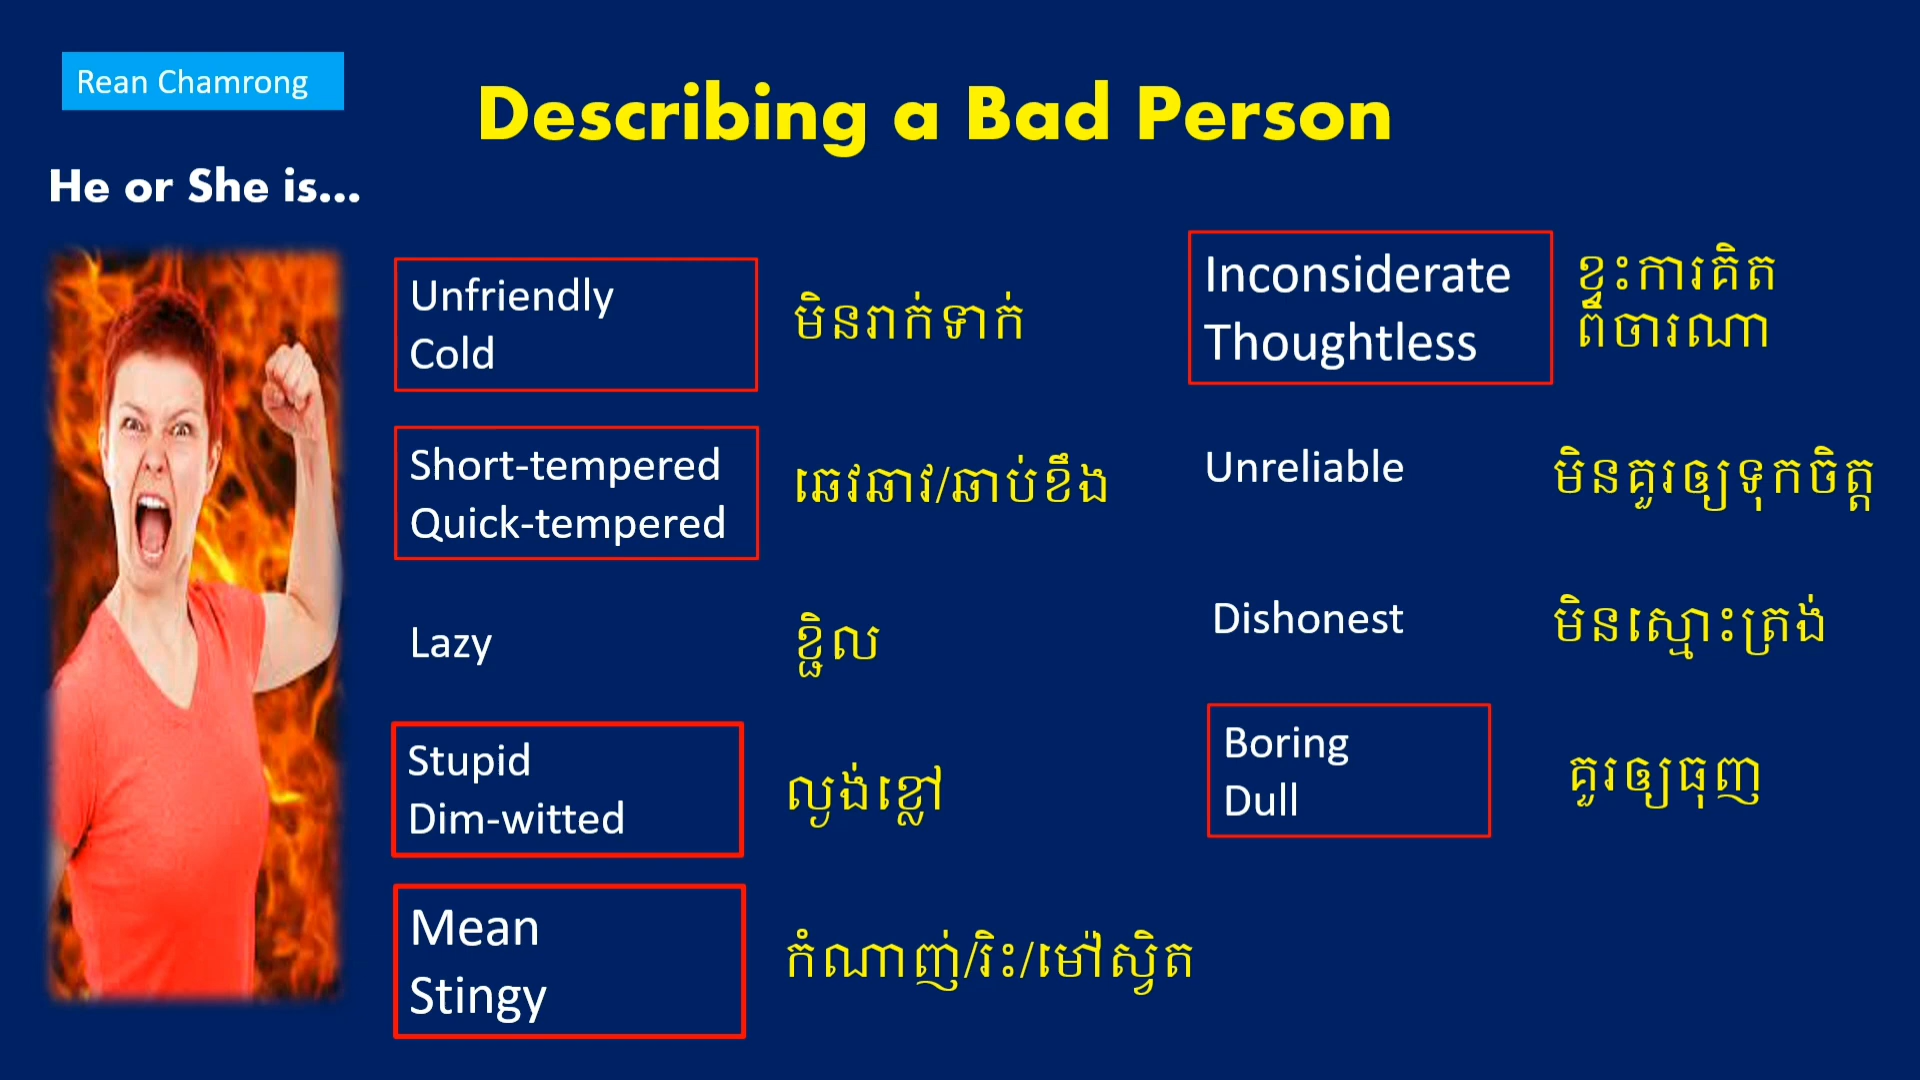 Rean Chamrong
Describing a Bad Person
He or She is...
Unfriendly
Cold
មិនរាក់ទាក់
Short-tempered
Quick-tempered
ឆេវឆាវ/ឆាប់ខឹង
Lazy
ខ្ជិល
Stupid
Dim-witted
ល្ងង់ខ្លៅ
Mean
Stingy
កំណាញ់/រិះ/ម៉ៅស្វិត
Inconsiderate
Thoughtless
ខ្វះការគិត
ពិចារណា
Unreliable
មិនគួរឲ្យទុកចិត្ត
Dishonest
មិនស្មោះត្រង់
Boring
Dull
គួរឲ្យធុញ